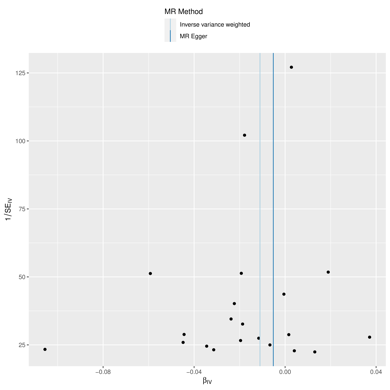 MR Method
Inverse variance weighted
MR Egger
125
100
75
50
25
1/SE_IV
−0.08
−0.04
0.00
0.04
β_IV